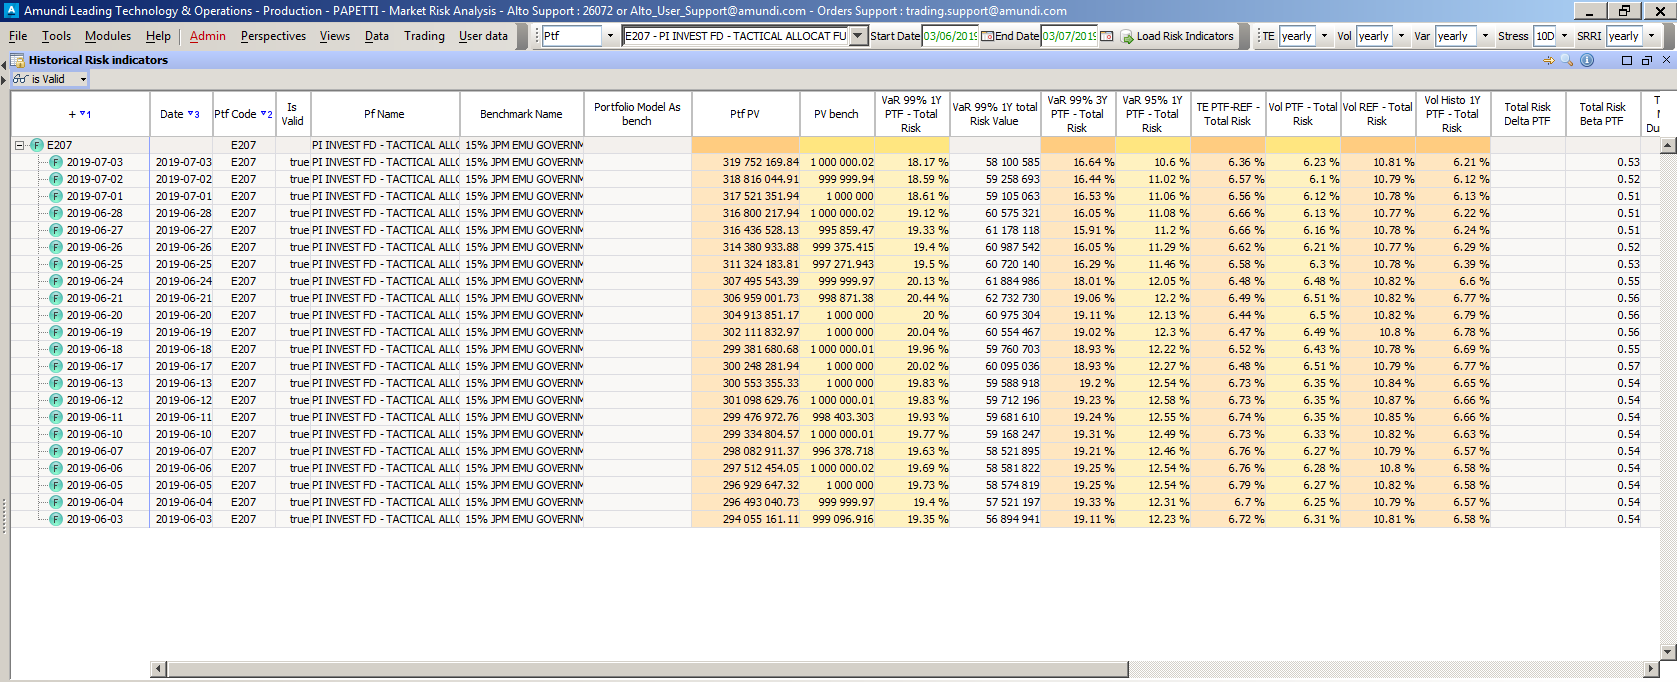 Amundi Leading Technology & Operations - Production - PAPETTI - Market Risk Analysis - Alto Support : 26072 or Alto_User_Support@amundi.com - Orders Support : trading.support@amundi.com
File Tools Modules Help Admin Perspectives Views Data Trading User data Ptf E207 - PI INVEST FD - TACTICAL ALLOCAT FU Start Date 03/06/2019 End Date 03/07/2019 Load Risk Indicators TE yearly Vol yearly Var yearly Stress 10D SRRI yearly
Historical Risk indicators
is Valid
+ 1 Date 3 Ptf Code 2 Is Valid Pf Name Benchmark Name Portfolio Model As bench Ptf PV PV bench VaR 99% 1Y PTF - Total Risk VaR 99% 1Y total Risk Value VaR 99% 3Y PTF - Total Risk VaR 95% 1Y PTF - Total Risk TE PTF-REF - Total Risk Vol PTF - Total Risk Vol REF - Total Risk Vol Histo 1Y PTF - Total Risk Total Risk Delta PTF Total Risk Beta PTF
F E207 E207 PI INVEST FD - TACTICAL ALLO 15% JPM EMU GOVERNM
F 2019-07-03 2019-07-03 E207 true PI INVEST FD - TACTICAL ALLO 15% JPM EMU GOVERNM 319 752 169.84 1 000 000.02 18.17 % 58 100 585 16.64 % 10.6 % 6.36 % 6.23 % 10.81 % 6.21 % 0.53
F 2019-07-02 2019-07-02 E207 true PI INVEST FD - TACTICAL ALLO 15% JPM EMU GOVERNM 318 816 044.91 999 999.94 18.59 % 59 258 693 16.44 % 11.02 % 6.57 % 6.1 % 10.79 % 6.12 % 0.52
F 2019-07-01 2019-07-01 E207 true PI INVEST FD - TACTICAL ALLO 15% JPM EMU GOVERNM 317 521 351.94 1 000 000 18.61 % 59 105 063 16.53 % 11.06 % 6.56 % 6.12 % 10.78 % 6.13 % 0.51
F 2019-06-28 2019-06-28 E207 true PI INVEST FD - TACTICAL ALLO 15% JPM EMU GOVERNM 316 800 217.94 1 000 000.02 19.12 % 60 575 321 16.05 % 11.08 % 6.66 % 6.13 % 10.77 % 6.22 % 0.51
F 2019-06-27 2019-06-27 E207 true PI INVEST FD - TACTICAL ALLO 15% JPM EMU GOVERNM 316 436 528.13 995 859.47 19.33 % 61 178 118 15.91 % 11.2 % 6.66 % 6.16 % 10.78 % 6.24 % 0.51
F 2019-06-26 2019-06-26 E207 true PI INVEST FD - TACTICAL ALLO 15% JPM EMU GOVERNM 314 380 933.88 999 375.415 19.4 % 60 987 542 16.05 % 11.29 % 6.62 % 6.21 % 10.77 % 6.29 % 0.52
F 2019-06-25 2019-06-25 E207 true PI INVEST FD - TACTICAL ALLO 15% JPM EMU GOVERNM 311 324 183.81 997 271.943 19.5 % 60 720 140 16.29 % 11.46 % 6.58 % 6.3 % 10.78 % 6.39 % 0.53
F 2019-06-24 2019-06-24 E207 true PI INVEST FD - TACTICAL ALLO 15% JPM EMU GOVERNM 307 495 543.39 999 999.97 20.13 % 61 884 986 18.01 % 12.05 % 6.48 % 6.48 % 10.82 % 6.6 % 0.55
F 2019-06-21 2019-06-21 E207 true PI INVEST FD - TACTICAL ALLO 15% JPM EMU GOVERNM 306 959 001.73 998 871.38 20.44 % 62 732 730 19.06 % 12.2 % 6.49 % 6.51 % 10.82 % 6.77 % 0.56
F 2019-06-20 2019-06-20 E207 true PI INVEST FD - TACTICAL ALLO 15% JPM EMU GOVERNM 304 913 851.17 1 000 000 20 % 60 975 304 19.11 % 12.13 % 6.44 % 6.5 % 10.82 % 6.79 % 0.56
F 2019-06-19 2019-06-19 E207 true PI INVEST FD - TACTICAL ALLO 15% JPM EMU GOVERNM 302 111 832.97 1 000 000 20.04 % 60 554 467 19.02 % 12.3 % 6.47 % 6.49 % 10.8 % 6.78 % 0.56
F 2019-06-18 2019-06-18 E207 true PI INVEST FD - TACTICAL ALLO 15% JPM EMU GOVERNM 299 381 680.68 1 000 000.01 19.96 % 59 760 703 18.93 % 12.22 % 6.52 % 6.43 % 10.78 % 6.69 % 0.55
F 2019-06-17 2019-06-17 E207 true PI INVEST FD - TACTICAL ALLO 15% JPM EMU GOVERNM 300 248 281.94 1 000 000 20.02 % 60 095 036 18.93 % 12.27 % 6.48 % 6.51 % 10.79 % 6.77 % 0.57
F 2019-06-13 2019-06-13 E207 true PI INVEST FD - TACTICAL ALLO 15% JPM EMU GOVERNM 300 553 355.33 1 000 000 19.83 % 59 588 918 19.2 % 12.54 % 6.73 % 6.35 % 10.84 % 6.65 % 0.54
F 2019-06-12 2019-06-12 E207 true PI INVEST FD - TACTICAL ALLO 15% JPM EMU GOVERNM 301 098 629.76 1 000 000.01 19.83 % 59 712 196 19.23 % 12.58 % 6.73 % 6.35 % 10.87 % 6.66 % 0.54
F 2019-06-11 2019-06-11 E207 true PI INVEST FD - TACTICAL ALLO 15% JPM EMU GOVERNM 299 476 972.76 998 403.303 19.93 % 59 681 610 19.24 % 12.55 % 6.74 % 6.35 % 10.85 % 6.66 % 0.54
F 2019-06-10 2019-06-10 E207 true PI INVEST FD - TACTICAL ALLO 15% JPM EMU GOVERNM 299 334 804.57 1 000 000.01 19.77 % 59 168 247 19.31 % 12.49 % 6.73 % 6.33 % 10.82 % 6.63 % 0.54
F 2019-06-07 2019-06-07 E207 true PI INVEST FD - TACTICAL ALLO 15% JPM EMU GOVERNM 298 082 911.37 996 378.718 19.63 % 58 521 895 19.21 % 12.46 % 6.76 % 6.27 % 10.79 % 6.57 % 0.54
F 2019-06-06 2019-06-06 E207 true PI INVEST FD - TACTICAL ALLO 15% JPM EMU GOVERNM 297 512 454.05 1 000 000.02 19.69 % 58 581 822 19.25 % 12.54 % 6.76 % 6.28 % 10.8 % 6.58 % 0.54
F 2019-06-05 2019-06-05 E207 true PI INVEST FD - TACTICAL ALLO 15% JPM EMU GOVERNM 296 929 647.32 1 000 000 19.73 % 58 574 819 19.25 % 12.54 % 6.79 % 6.27 % 10.82 % 6.58 % 0.54
F 2019-06-04 2019-06-04 E207 true PI INVEST FD - TACTICAL ALLO 15% JPM EMU GOVERNM 296 493 040.73 999 999.97 19.4 % 57 521 197 19.33 % 12.31 % 6.7 % 6.25 % 10.79 % 6.57 % 0.54
F 2019-06-03 2019-06-03 E207 true PI INVEST FD - TACTICAL ALLO 15% JPM EMU GOVERNM 294 055 161.11 999 096.916 19.35 % 56 894 941 19.11 % 12.23 % 6.72 % 6.31 % 10.81 % 6.58 % 0.54